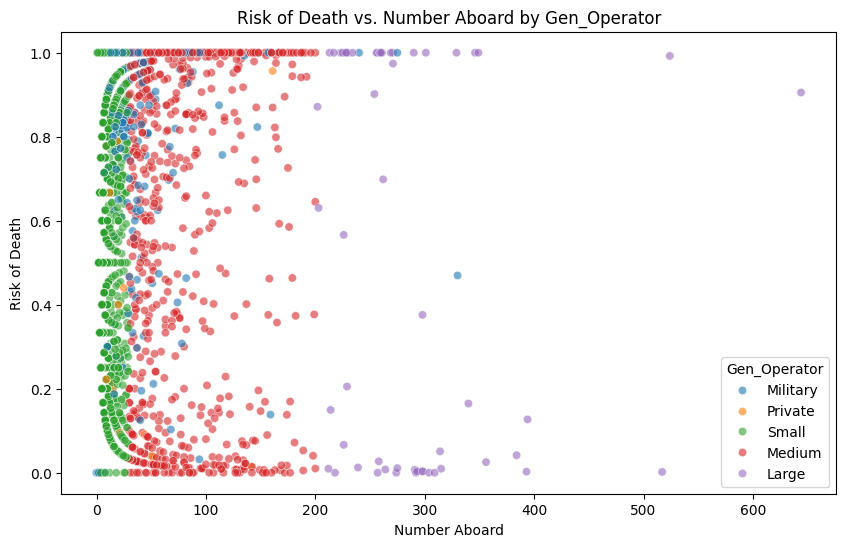 Risk of Death vs. Number Aboard by Gen_Operator
Risk of Death
1.0
0.8
0.6
0.4
0.2
0.0
0
100
200
300
400
500
600
Number Aboard
Gen_Operator
Military
Private
Small
Medium
Large